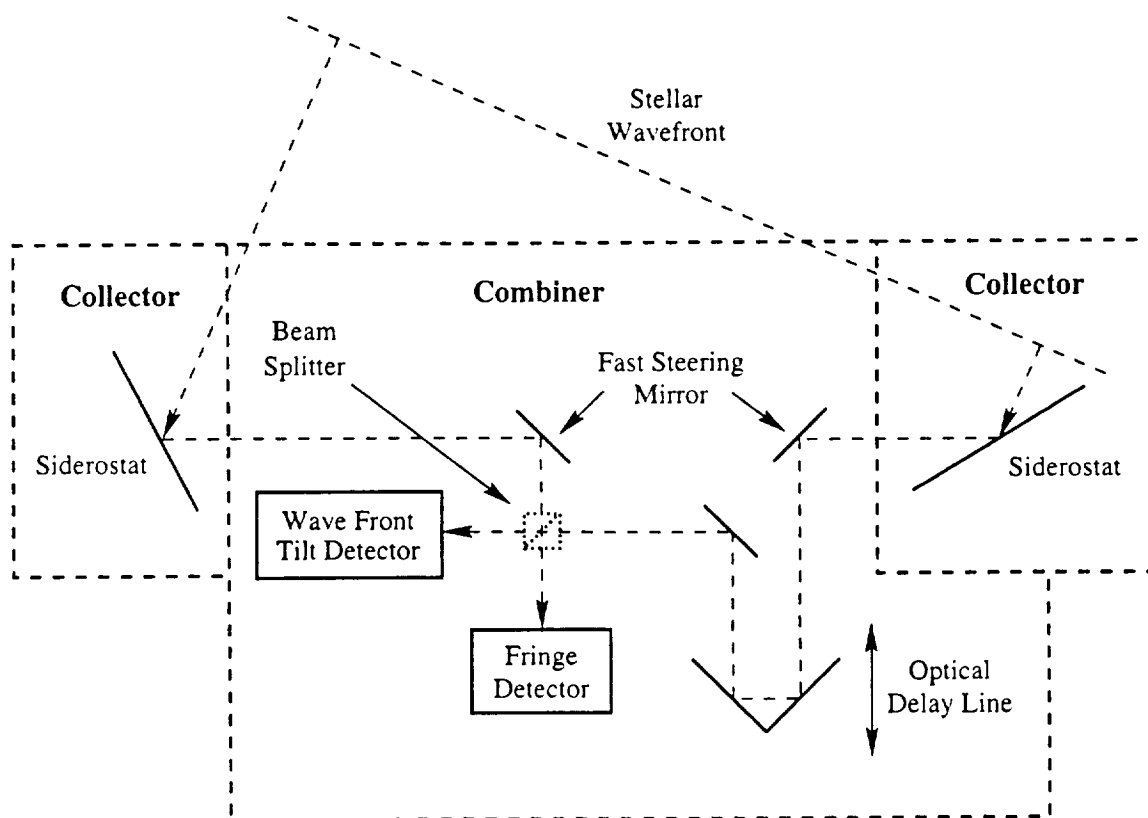 Stellar
Wavefront
Collector
Combiner
Collector
Beam
Splitter
Fast Steering
Mirror
Siderostat
Siderostat
Wave Front
Tilt Detector
Fringe
Detector
Optical
Delay Line